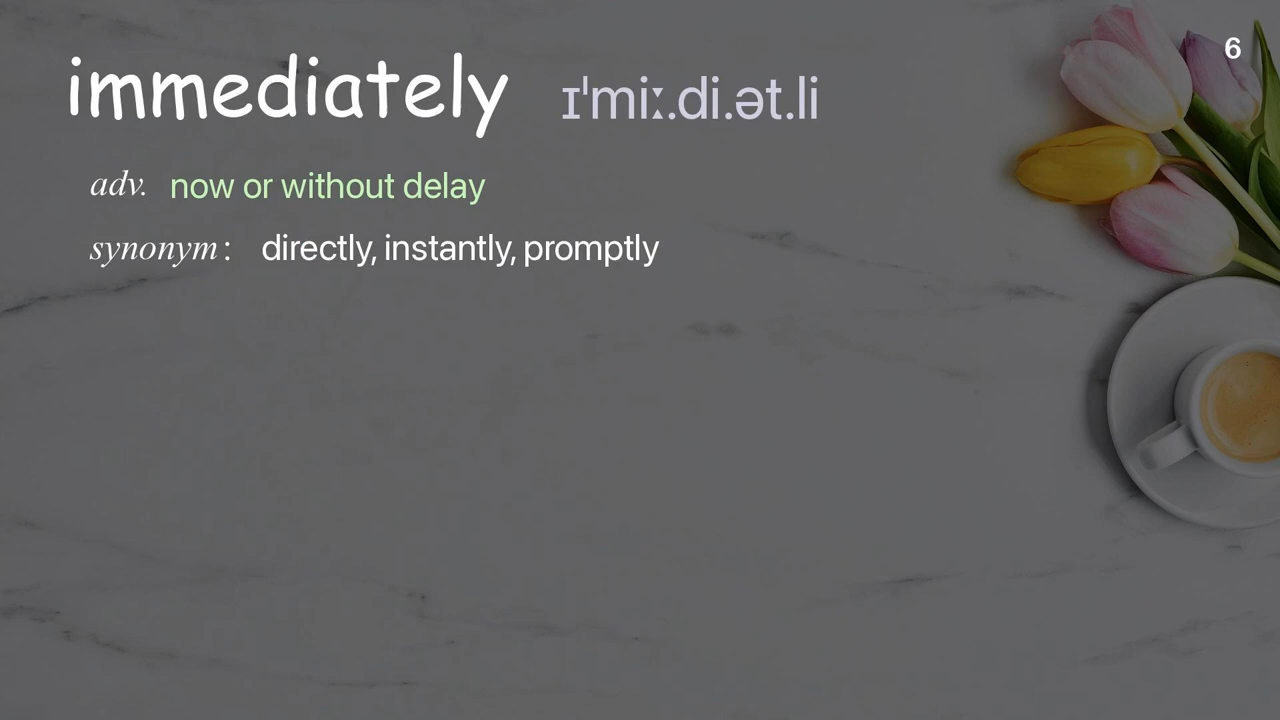 6
immediately ɪˈmiː.di.ət.li
adv. now or without delay
synonym: directly, instantly, promptly